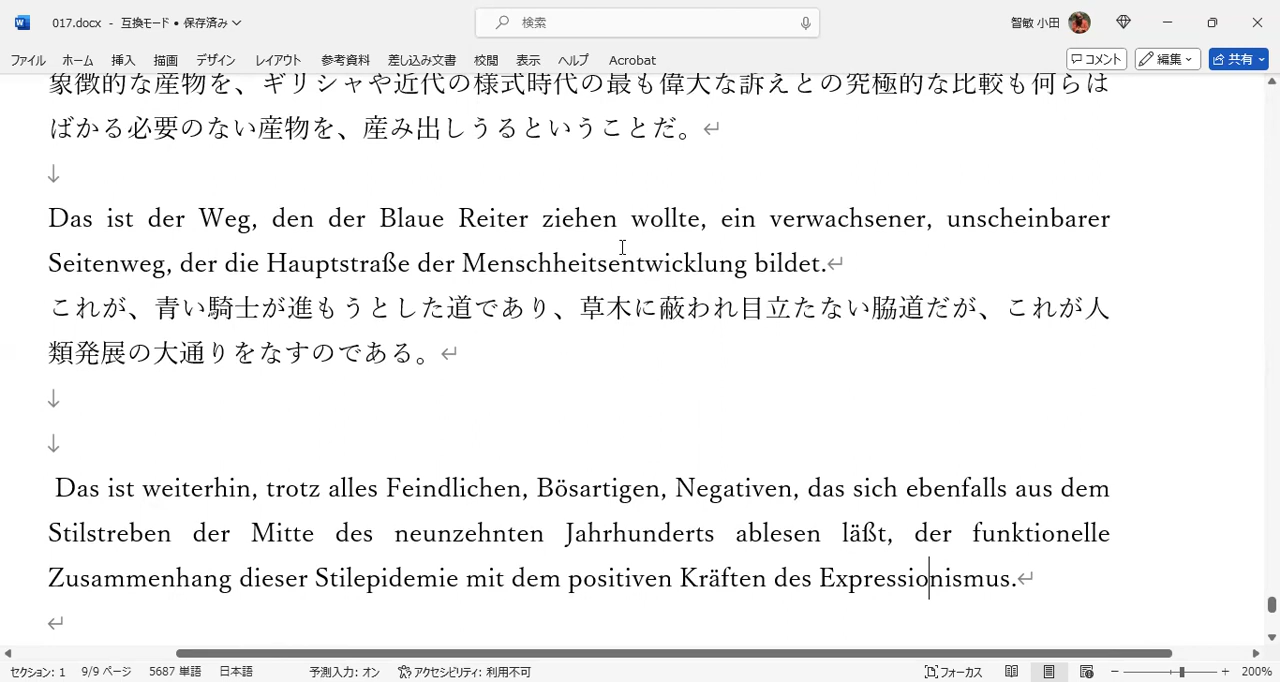 017.docx - 互換モード • 保存済み
検索
智敏 小田
ファイル ホーム 挿入 描画 デザイン レイアウト 参考資料 差し込み文書 校閲 表示 ヘルプ Acrobat
コメント 編集 共有
象徴的な産物を、ギリシャや近代の様式時代の最も偉大な訴えとの究極的な比較も何らは
ばかる必要のない産物を、産み出しうるということだ。↵
↓
Das ist der Weg, den der Blaue Reiter ziehen wollte, ein verwachsener, unscheinbarer
Seitenweg, der die Hauptstraße der Menschheitsentwicklung bildet.↵
これが、青い騎士が進もうとした道であり、草木に蔽われ目立たない脇道だが、これが人
類発展の大通りをなすのである。↵
↓
↓
Das ist weiterhin, trotz alles Feindlichen, Bösartigen, Negativen, das sich ebenfalls aus dem
Stilstreben der Mitte des neunzehnten Jahrhunderts ablesen läßt, der funktionelle
Zusammenhang dieser Stilepidemie mit dem positiven Kräften des Expressionismus.↵
↵
セクション: 1 9/9 ページ 5687 単語 日本語 予測入力: オン アクセシビリティ: 利用不可 フォーカス 200%